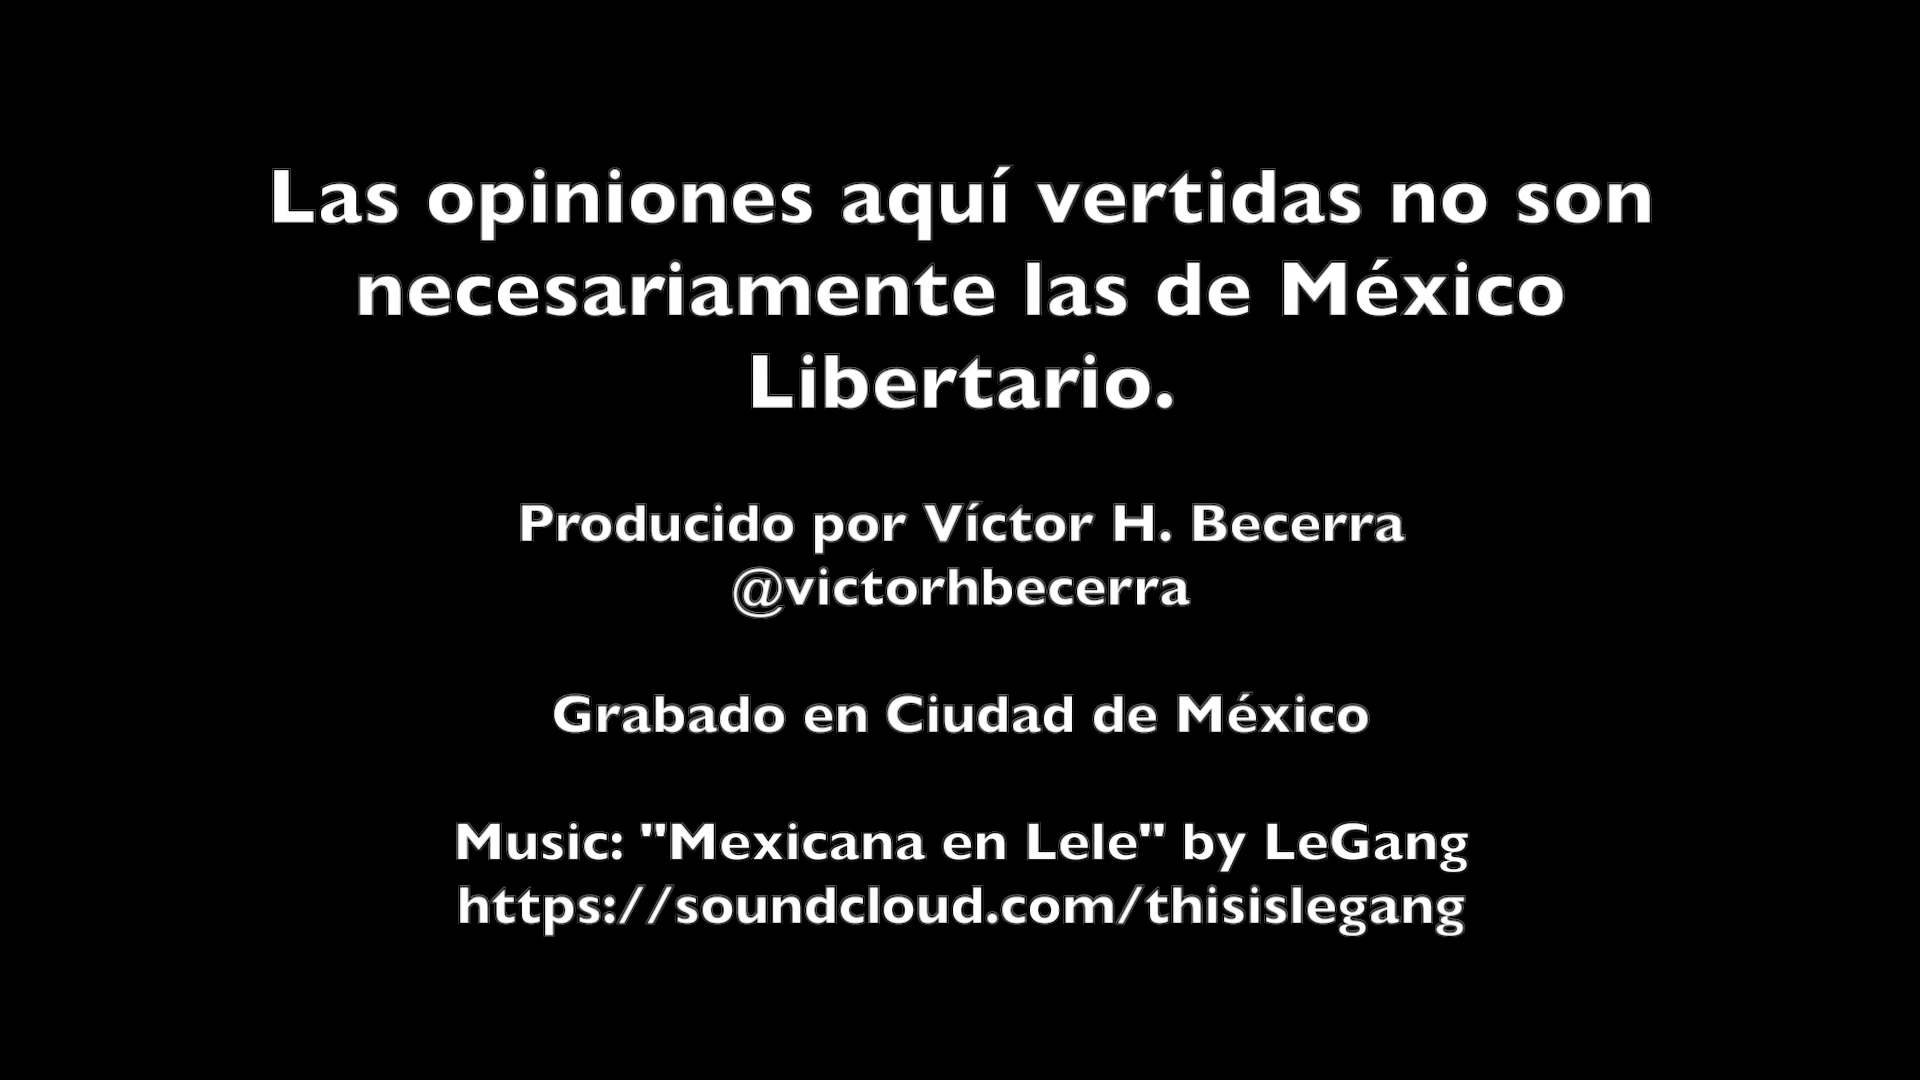 Las opiniones aquí vertidas no son
necesariamente las de México
Libertario.
Producido por Víctor H. Becerra
@victorhbecerra
Grabado en Ciudad de México
Music: "Mexicana en Lele" by LeGang
https://soundcloud.com/thisislegang